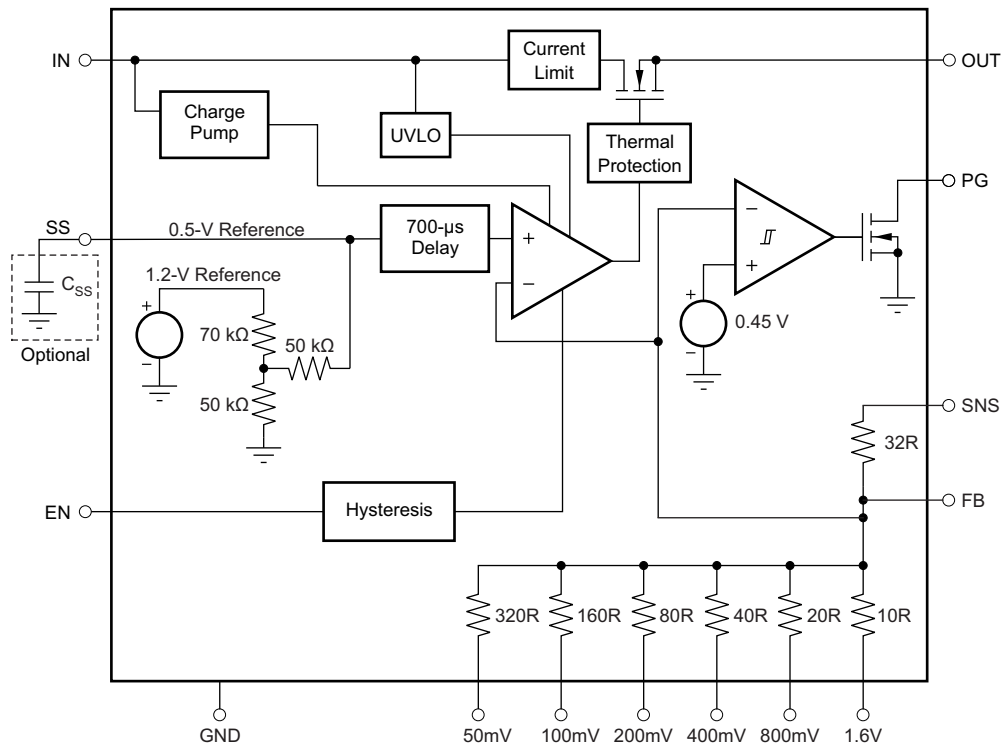 IN
Current
Limit
OUT
Charge
Pump
UVLO
Thermal
Protection
PG
SS
0.5-V Reference
700-µs
Delay
+
−
−
+
CSS
Optional
1.2-V Reference
+
−
70 kΩ
50 kΩ
50 kΩ
+
−
0.45 V
SNS
32R
FB
EN
Hysteresis
320R
160R
80R
40R
20R
10R
GND
50mV
100mV
200mV
400mV
800mV
1.6V